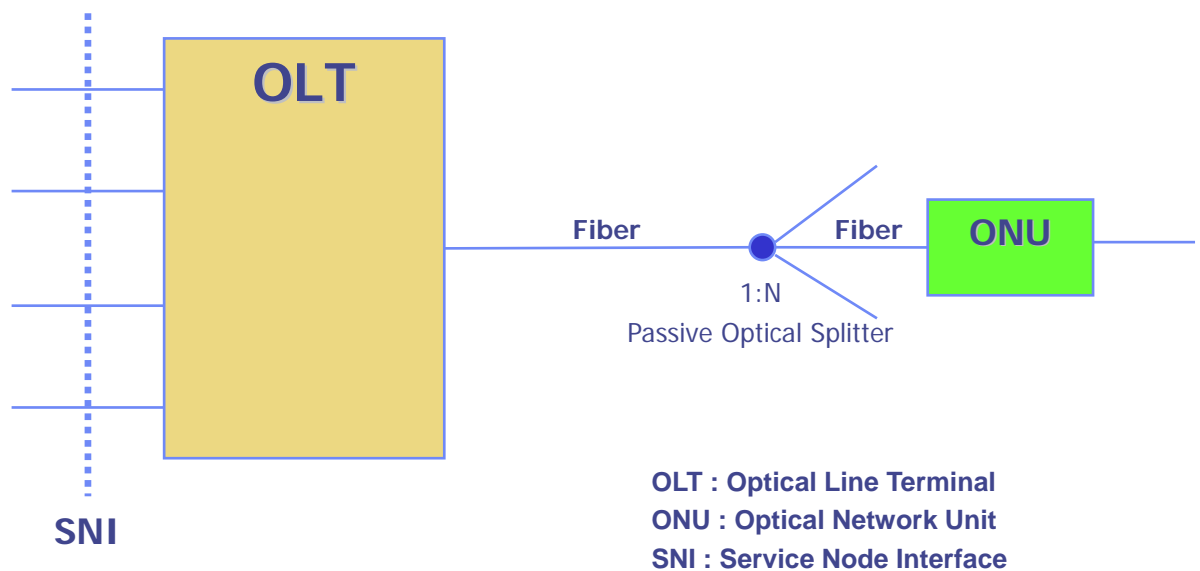 OLT
Fiber
Fiber
ONU
1:N
Passive Optical Splitter
OLT : Optical Line Terminal
ONU : Optical Network Unit
SNI
SNI : Service Node Interface